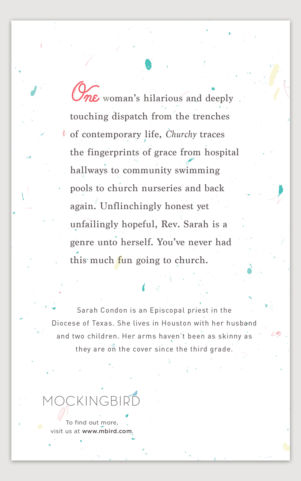 One woman's hilarious and deeply
touching dispatch from the trenches
of contemporary life, Churchy traces
the fingerprints of grace from hospital
hallways to community swimming
pools to church nurseries and back
again. Unflinchingly honest yet
unfailingly hopeful, Rev. Sarah is a
genre unto herself. You've never had
this much fun going to church.
Sarah Condon is an Episcopal priest in the
Diocese of Texas. She lives in Houston with her husband
and two children. Her arms haven't been as skinny as
they are on the cover since the third grade.
MOCKINGBIRD
To find out more,
visit us at www.mbird.com